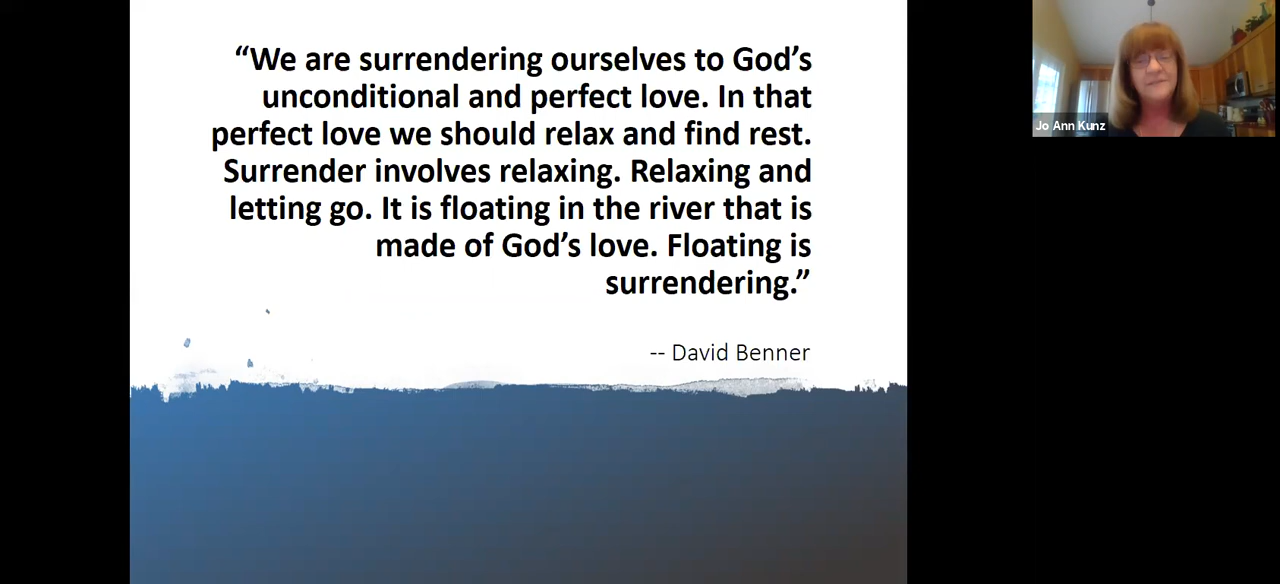 “We are surrendering ourselves to God’s
unconditional and perfect love. In that
perfect love we should relax and find rest.
Surrender involves relaxing. Relaxing and
letting go. It is floating in the river that is
made of God’s love. Floating is
surrendering.”
-- David Benner
Jo Ann Kunz